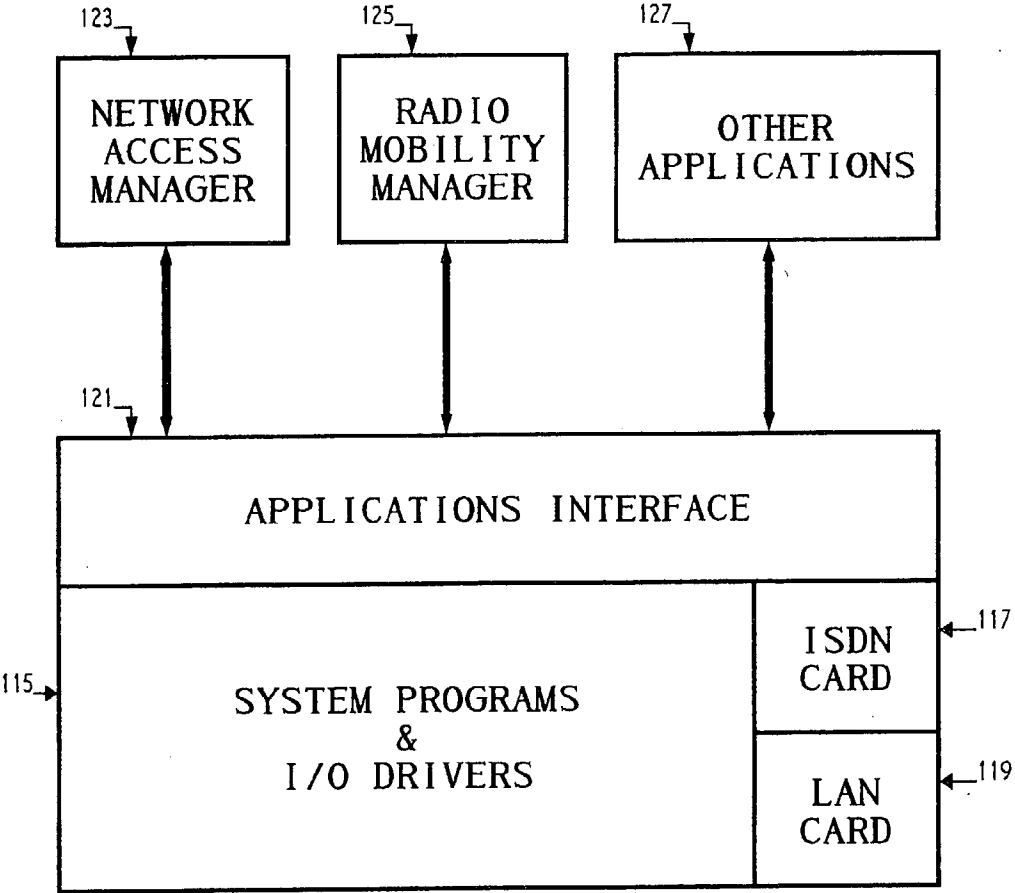 123
125
127
NETWORK
ACCESS
MANAGER
RADIO
MOBILITY
MANAGER
OTHER
APPLICATIONS
121
APPLICATIONS INTERFACE
115
SYSTEM PROGRAMS
&
I/O DRIVERS
ISDN
CARD
117
LAN
CARD
119